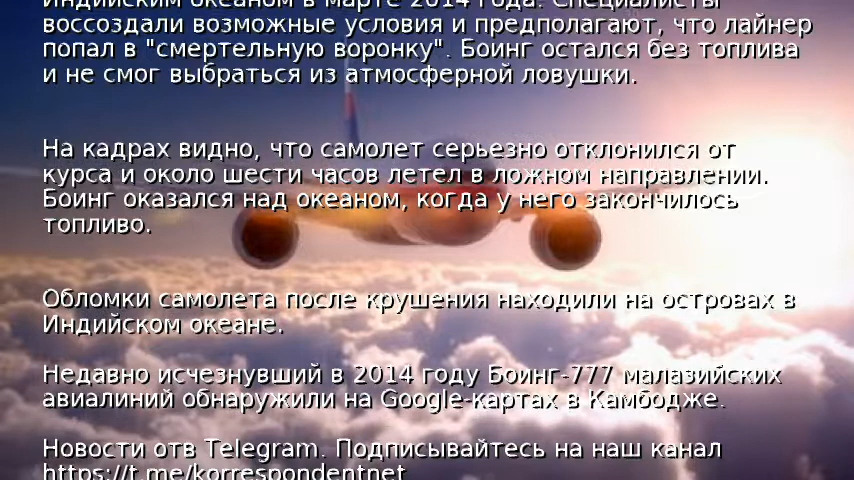 Индийским океаном в марте 2014 года. Специалисты
воссоздали возможные условия и предполагают, что лайнер
попал в "смертельную воронку". Боинг остался без топлива
и не смог выбраться из атмосферной ловушки.
На кадрах видно, что самолет серьезно отклонился от
курса и около шести часов летел в ложном направлении.
Боинг оказался над океаном, когда у него закончилось
топливо.
Обломки самолета после крушения находили на островах в
Индийском океане.
Недавно исчезнувший в 2014 году Боинг-777 малазийских
авиалиний обнаружили на Google-картах в Камбодже.
Новости отв Telegram. Подписывайтесь на наш канал
https://t.me/korrespondentnet